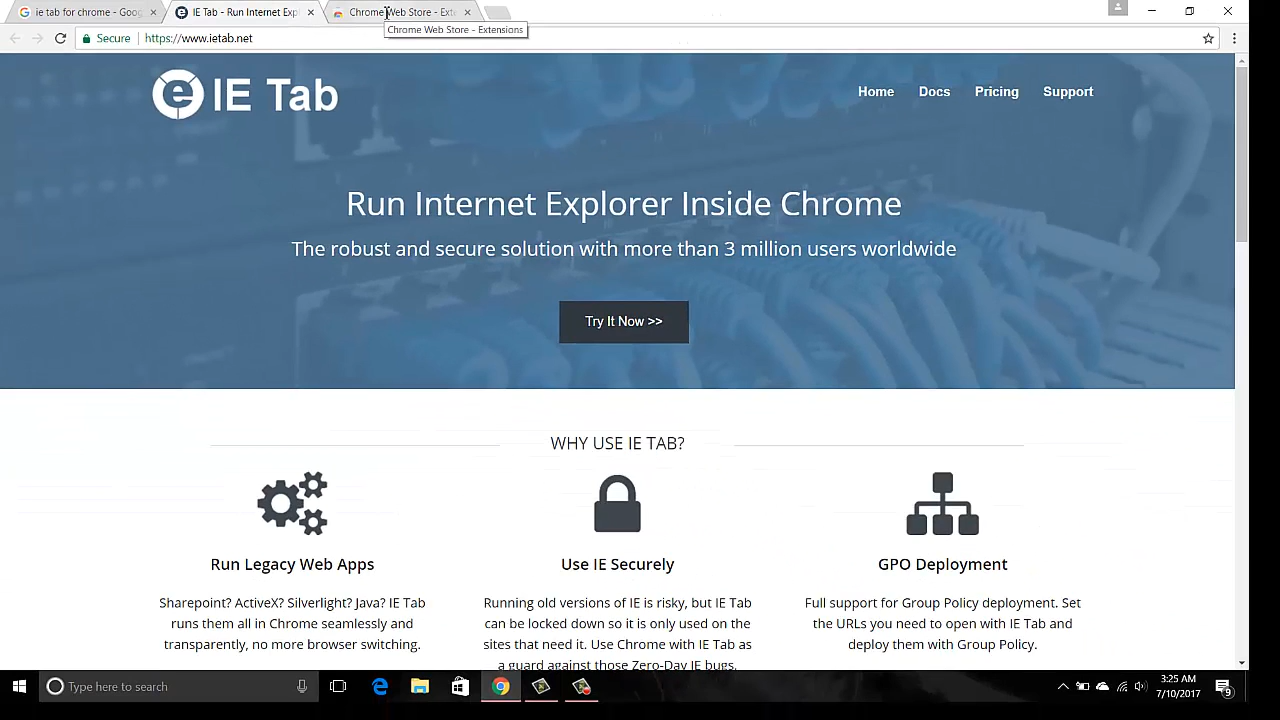 ie tab for chrome - Goog
IE Tab - Run Internet Exp
Chrome Web Store - Exte
Chrome Web Store - Extensions
Secure
https://www.ietab.net
e IE Tab
Home
Docs
Pricing
Support
Run Internet Explorer Inside Chrome
The robust and secure solution with more than 3 million users worldwide
Try It Now >>
WHY USE IE TAB?
Run Legacy Web Apps
Sharepoint? ActiveX? Silverlight? Java? IE Tab
runs them all in Chrome seamlessly and
transparently, no more browser switching.
Use IE Securely
Running old versions of IE is risky, but IE Tab
can be locked down so it is only used on the
sites that need it. Use Chrome with IE Tab as
a guard against those Zero-Day IE bugs.
GPO Deployment
Full support for Group Policy deployment. Set
the URLs you need to open with IE Tab and
deploy them with Group Policy.
Type here to search
3:25 AM
7/10/2017
9